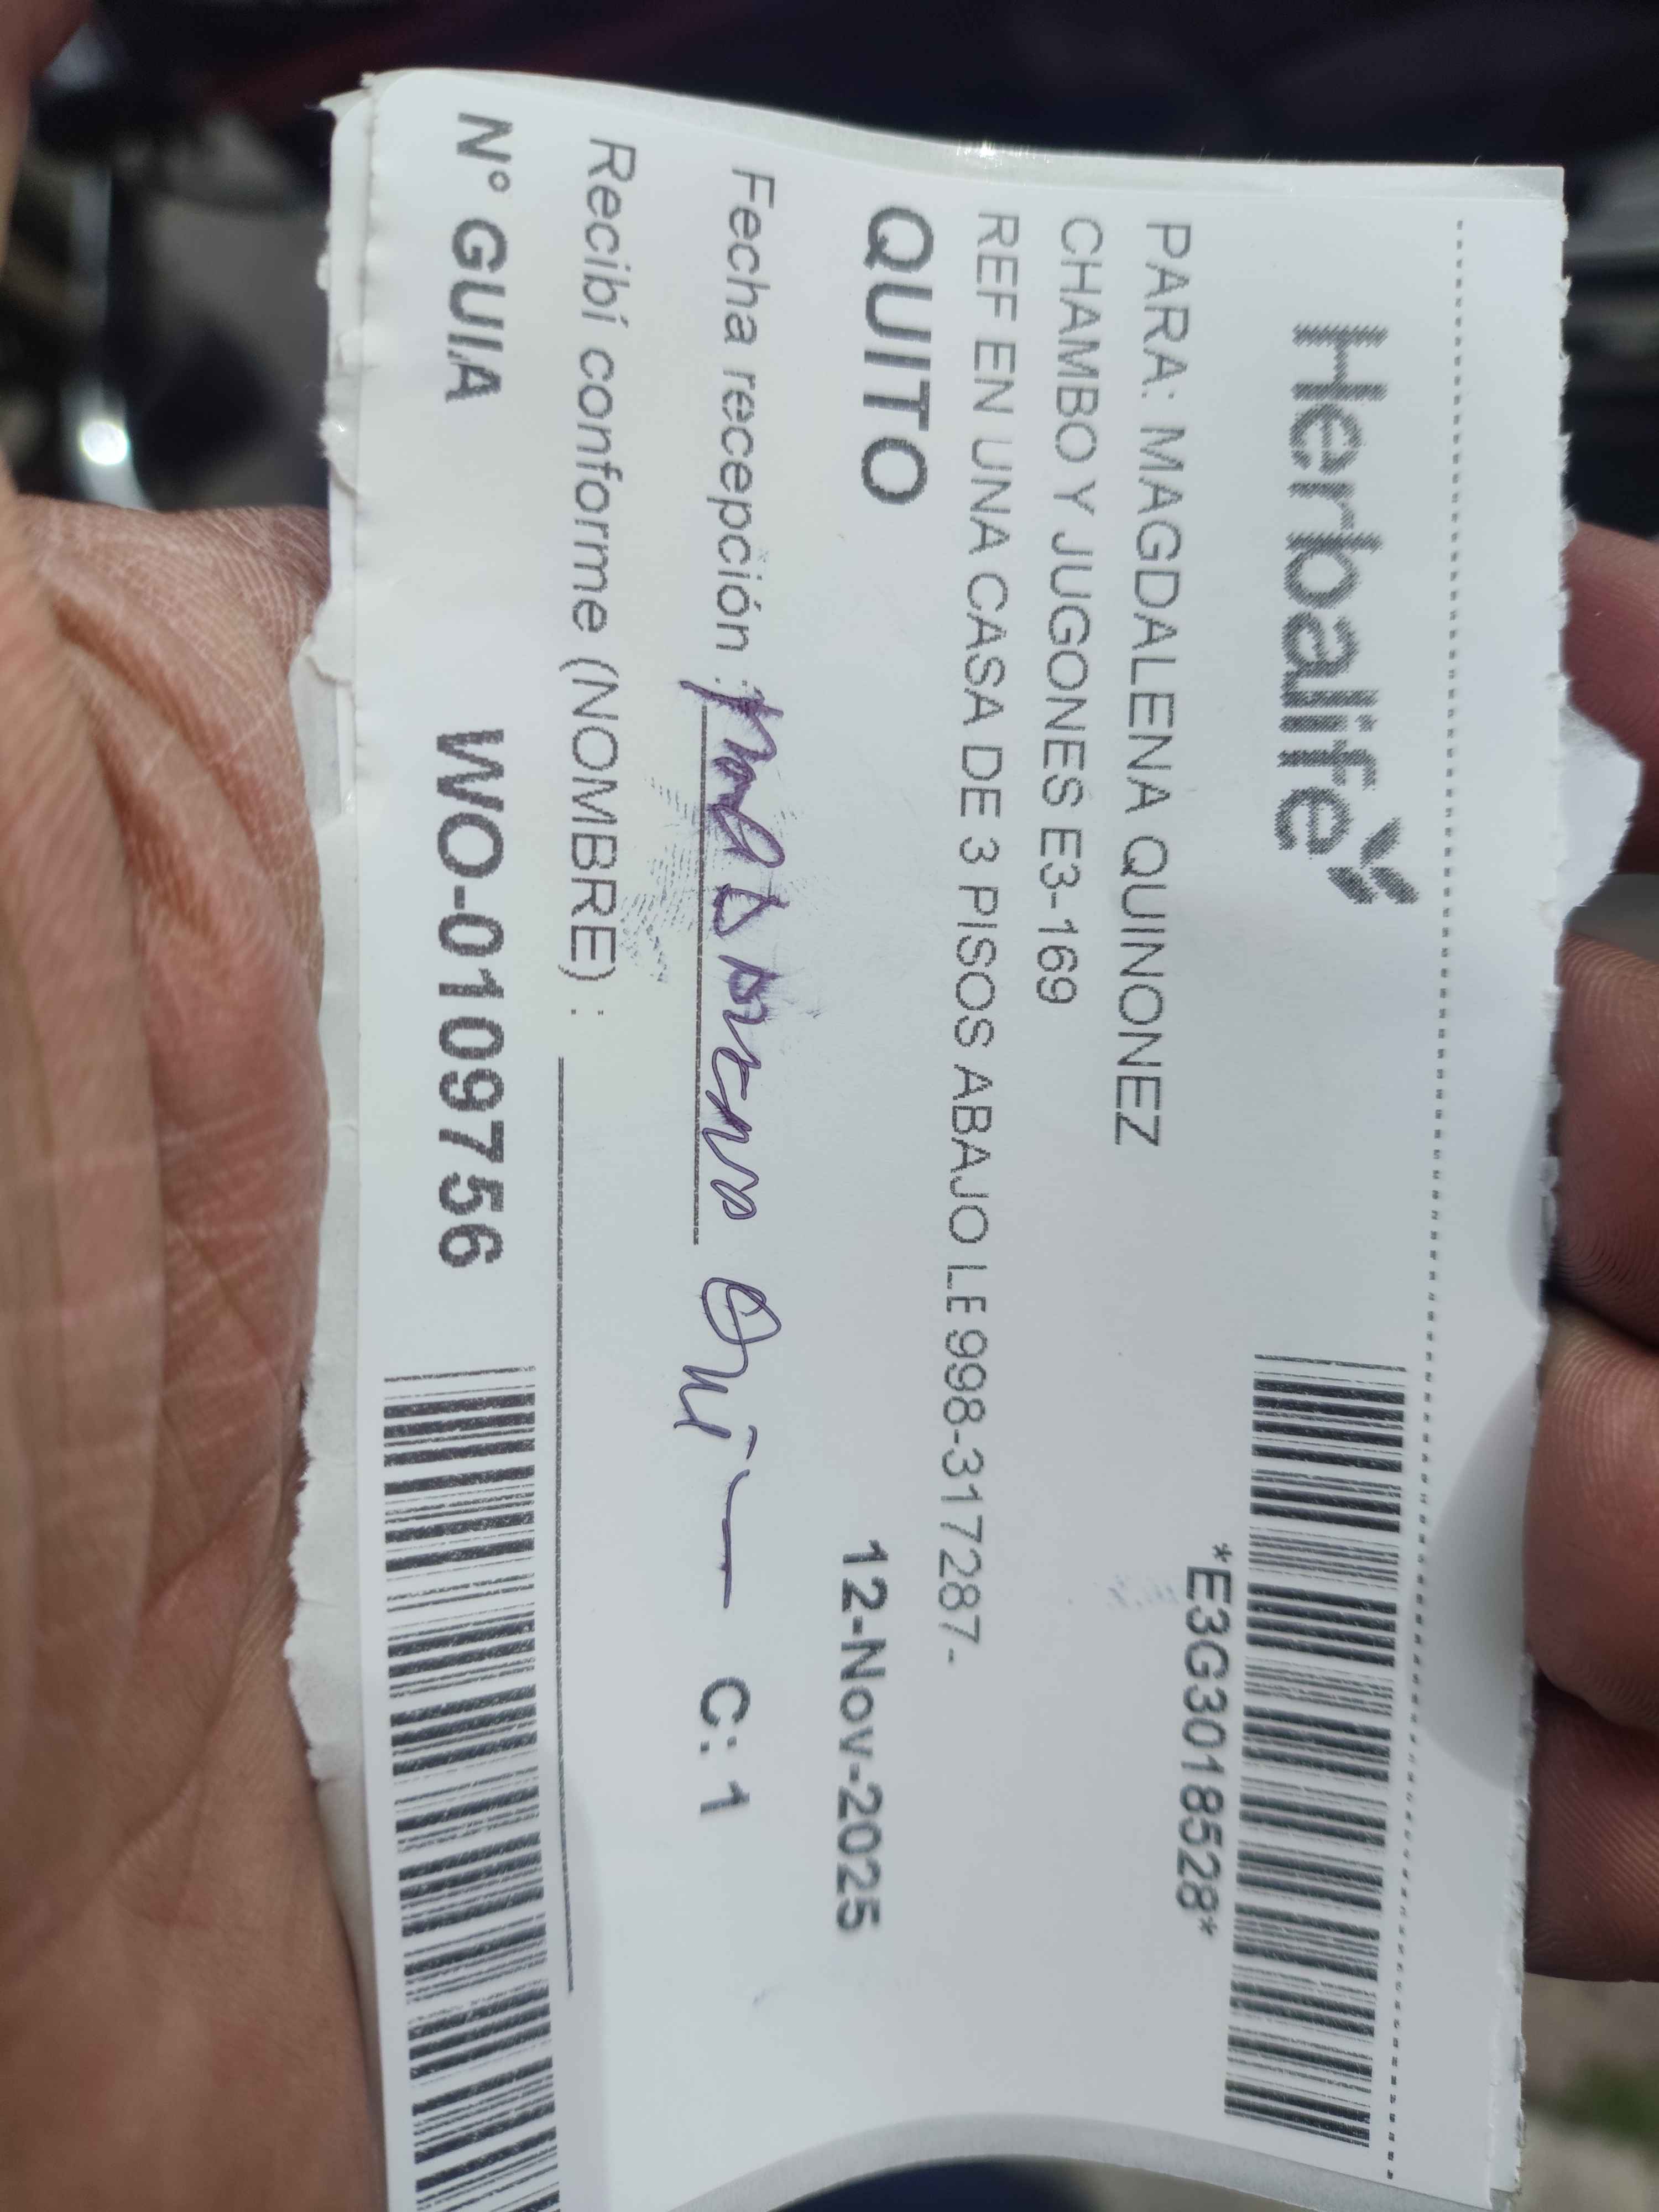 Herbalife
*E3G3018528*
PARA: MAGDALENA QUINONEZ
CHAMBO Y JUGONES E3-169
REF EN UNA CASA DE 3 PISOS ABAJO LE 998-317287-
QUITO 12-Nov-2025
Fecha recepción : C: 1
Recibí conforme (NOMBRE) :
N° GUIA WO-0109756